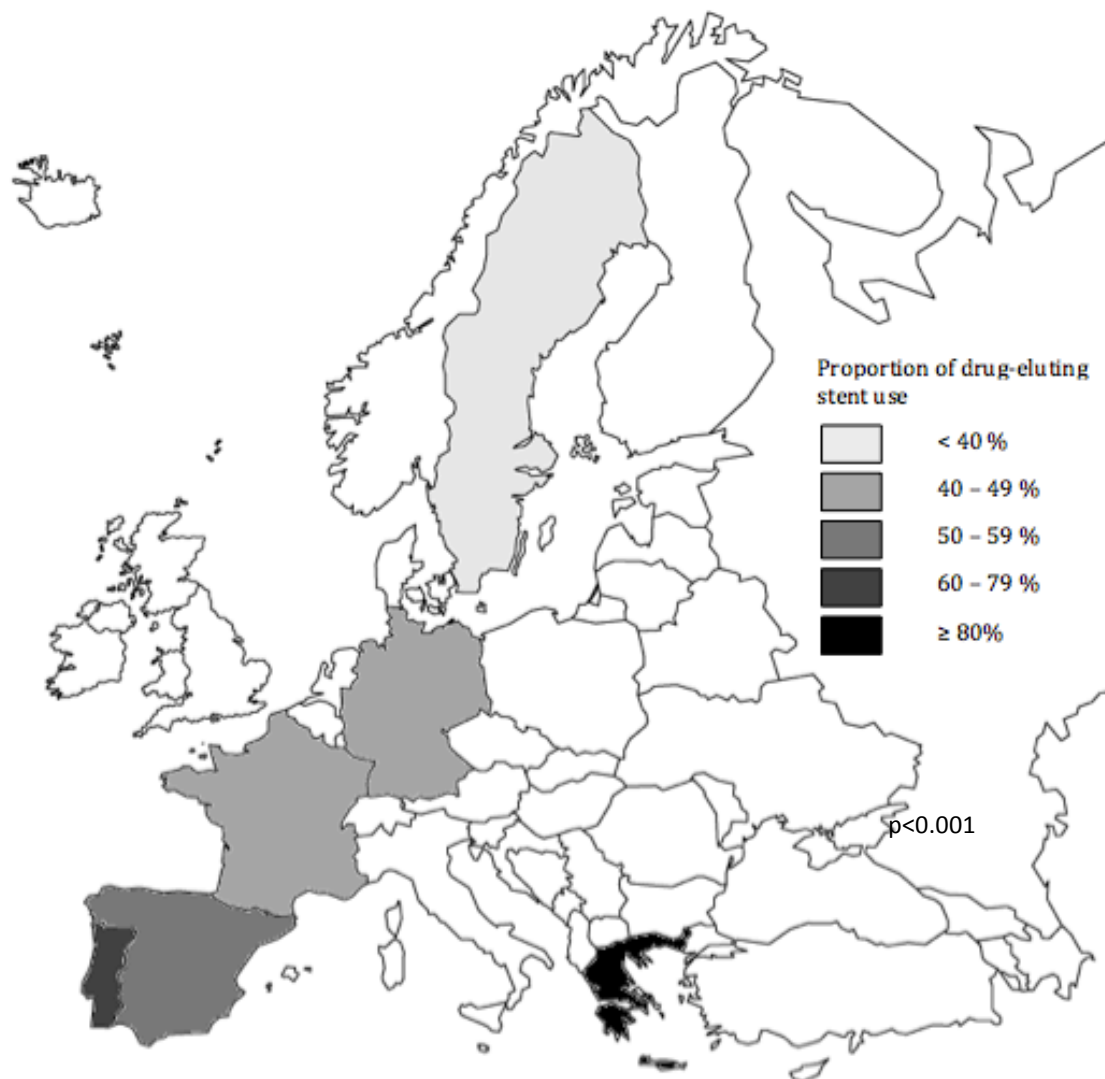 Proportion of drug-eluting
stent use
< 40 %
40 – 49 %
50 – 59 %
60 – 79 %
≥ 80%
p<0.001